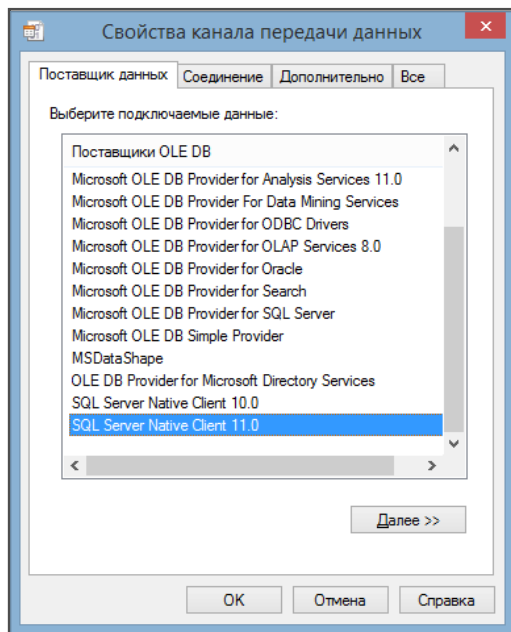 Свойства канала передачи данных
Поставщик данных Соединение Дополнительно Все
Выберите подключаемые данные:
Поставщики OLE DB
Microsoft OLE DB Provider for Analysis Services 11.0
Microsoft OLE DB Provider For Data Mining Services
Microsoft OLE DB Provider for ODBC Drivers
Microsoft OLE DB Provider for OLAP Services 8.0
Microsoft OLE DB Provider for Oracle
Microsoft OLE DB Provider for Search
Microsoft OLE DB Provider for SQL Server
Microsoft OLE DB Simple Provider
MSDataShape
OLE DB Provider for Microsoft Directory Services
SQL Server Native Client 10.0
SQL Server Native Client 11.0
Далее >>
OK Отмена Справка